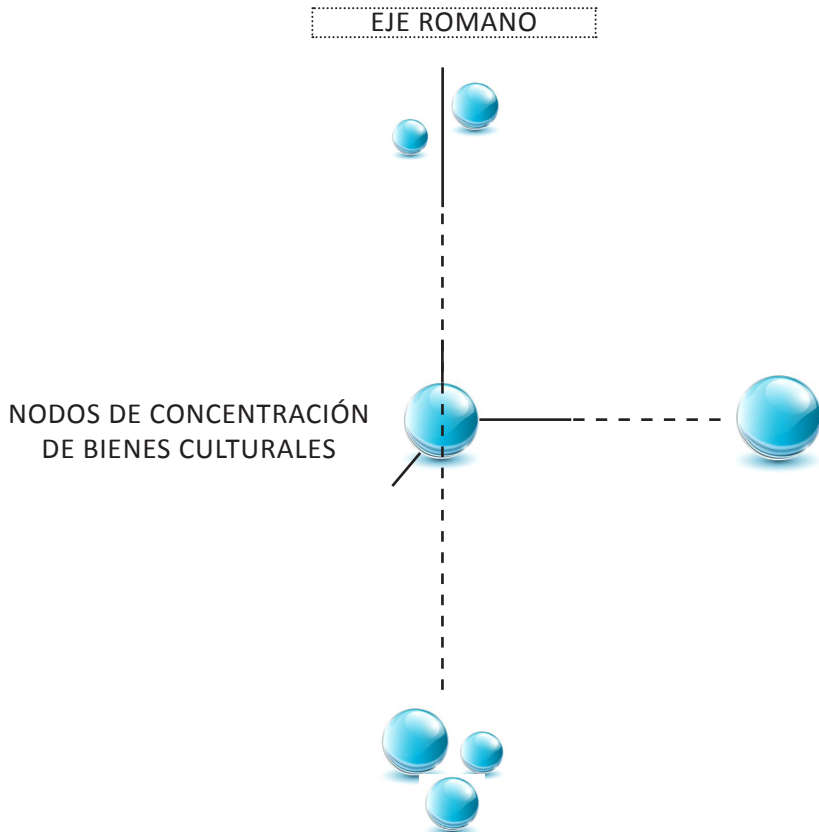 EJE ROMANO
NODOS DE CONCENTRACIÓN
DE BIENES CULTURALES